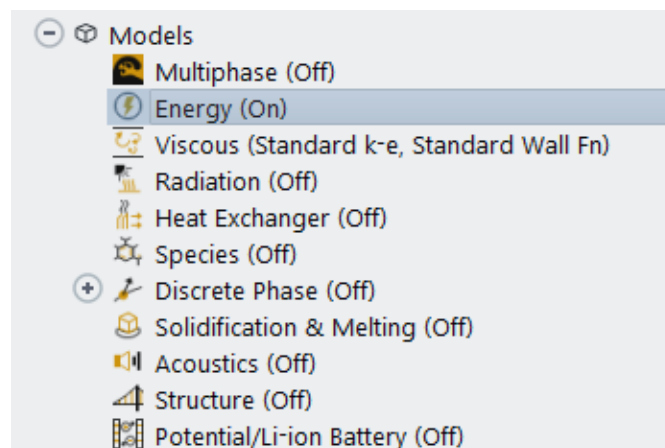 Models
Multiphase (Off)
Energy (On)
Viscous (Standard k-e, Standard Wall Fn)
Radiation (Off)
Heat Exchanger (Off)
Species (Off)
Discrete Phase (Off)
Solidification & Melting (Off)
Acoustics (Off)
Structure (Off)
Potential/Li-ion Battery (Off)